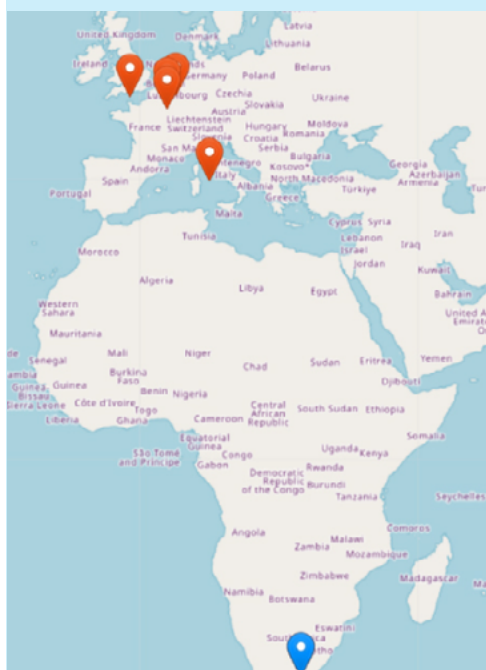 Latvia
United Kingdom
Denmark
Lithuania
Ireland
Belarus
Germany
Poland
Ukraine
Czechia
Slovakia
Austria
Liechtenstein
Moldova
France
Switzerland
Hungary
Romania
Slovenia
Croatia
Serbia
Monaco
Bulgaria
Andorra
Kosovo*
Georgia
Azerbaijan
Italy
North Macedonia
Armenia
Spain
Albania
Türkiye
Portugal
Greece
Malta
Cyprus
Syria
Tunisia
Lebanon
Israel
Iraq
Iran
Morocco
Jordan
Kuwait
Algeria
Libya
Egypt
Bahrain
Western
Sahara
United A
Emirate
Mauritania
Mali
Niger
Chad
Sudan
Eritrea
Yemen
Senegal
Burkina
Faso
Djibouti
Guinea
Bissau
Guinea
Benin
Nigeria
Sierra Leone
Côte d'Ivoire
Togo
Central
African
Republic
South Sudan
Ethiopia
Liberia
Ghana
Cameroon
Somalia
Equatorial
Guinea
São Tomé
and Príncipe
Congo
Uganda
Kenya
Gabon
Rwanda
Democratic
Republic
of the Congo
Burundi
Tanzania
Seychelles
Comoros
Angola
Malawi
Zambia
Mozambique
Zimbabwe
Madagascar
Namibia
Botswana
Eswatini